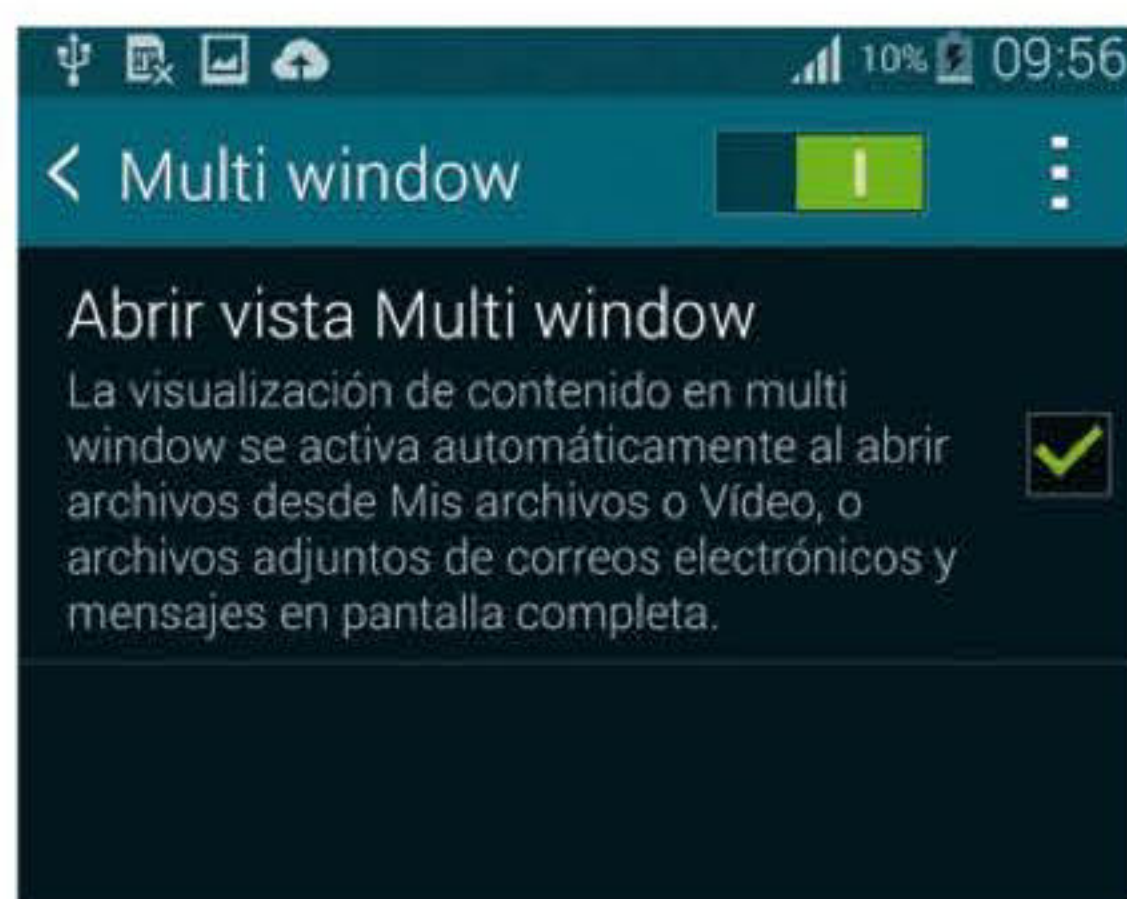 10% 09:56
Multi window
Abrir vista Multi window
La visualización de contenido en multi
window se activa automáticamente al abrir
archivos desde Mis archivos o Vídeo, o
archivos adjuntos de correos electrónicos y
mensajes en pantalla completa.